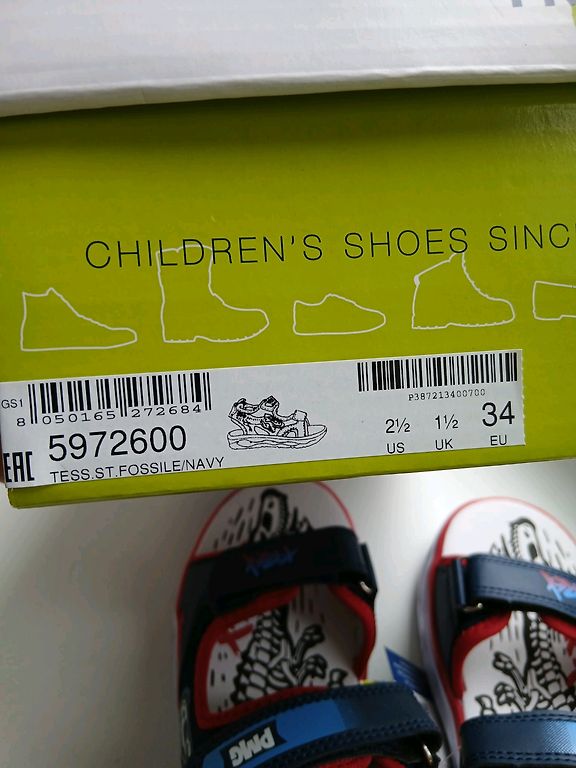 CHILDREN'S SHOES SINC
GS1
8 050165 272684
P387213400700
EAC
5972600
TESS.ST.FOSSILE/NAVY
2½ 1½ 34
US UK EU
PMG